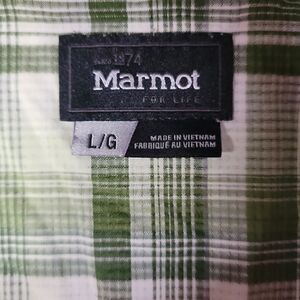 SINCE 1974
Marmot
FOR LIFE
L/G
MADE IN VIETNAM
FABRIQUÉ AU VIETNAM